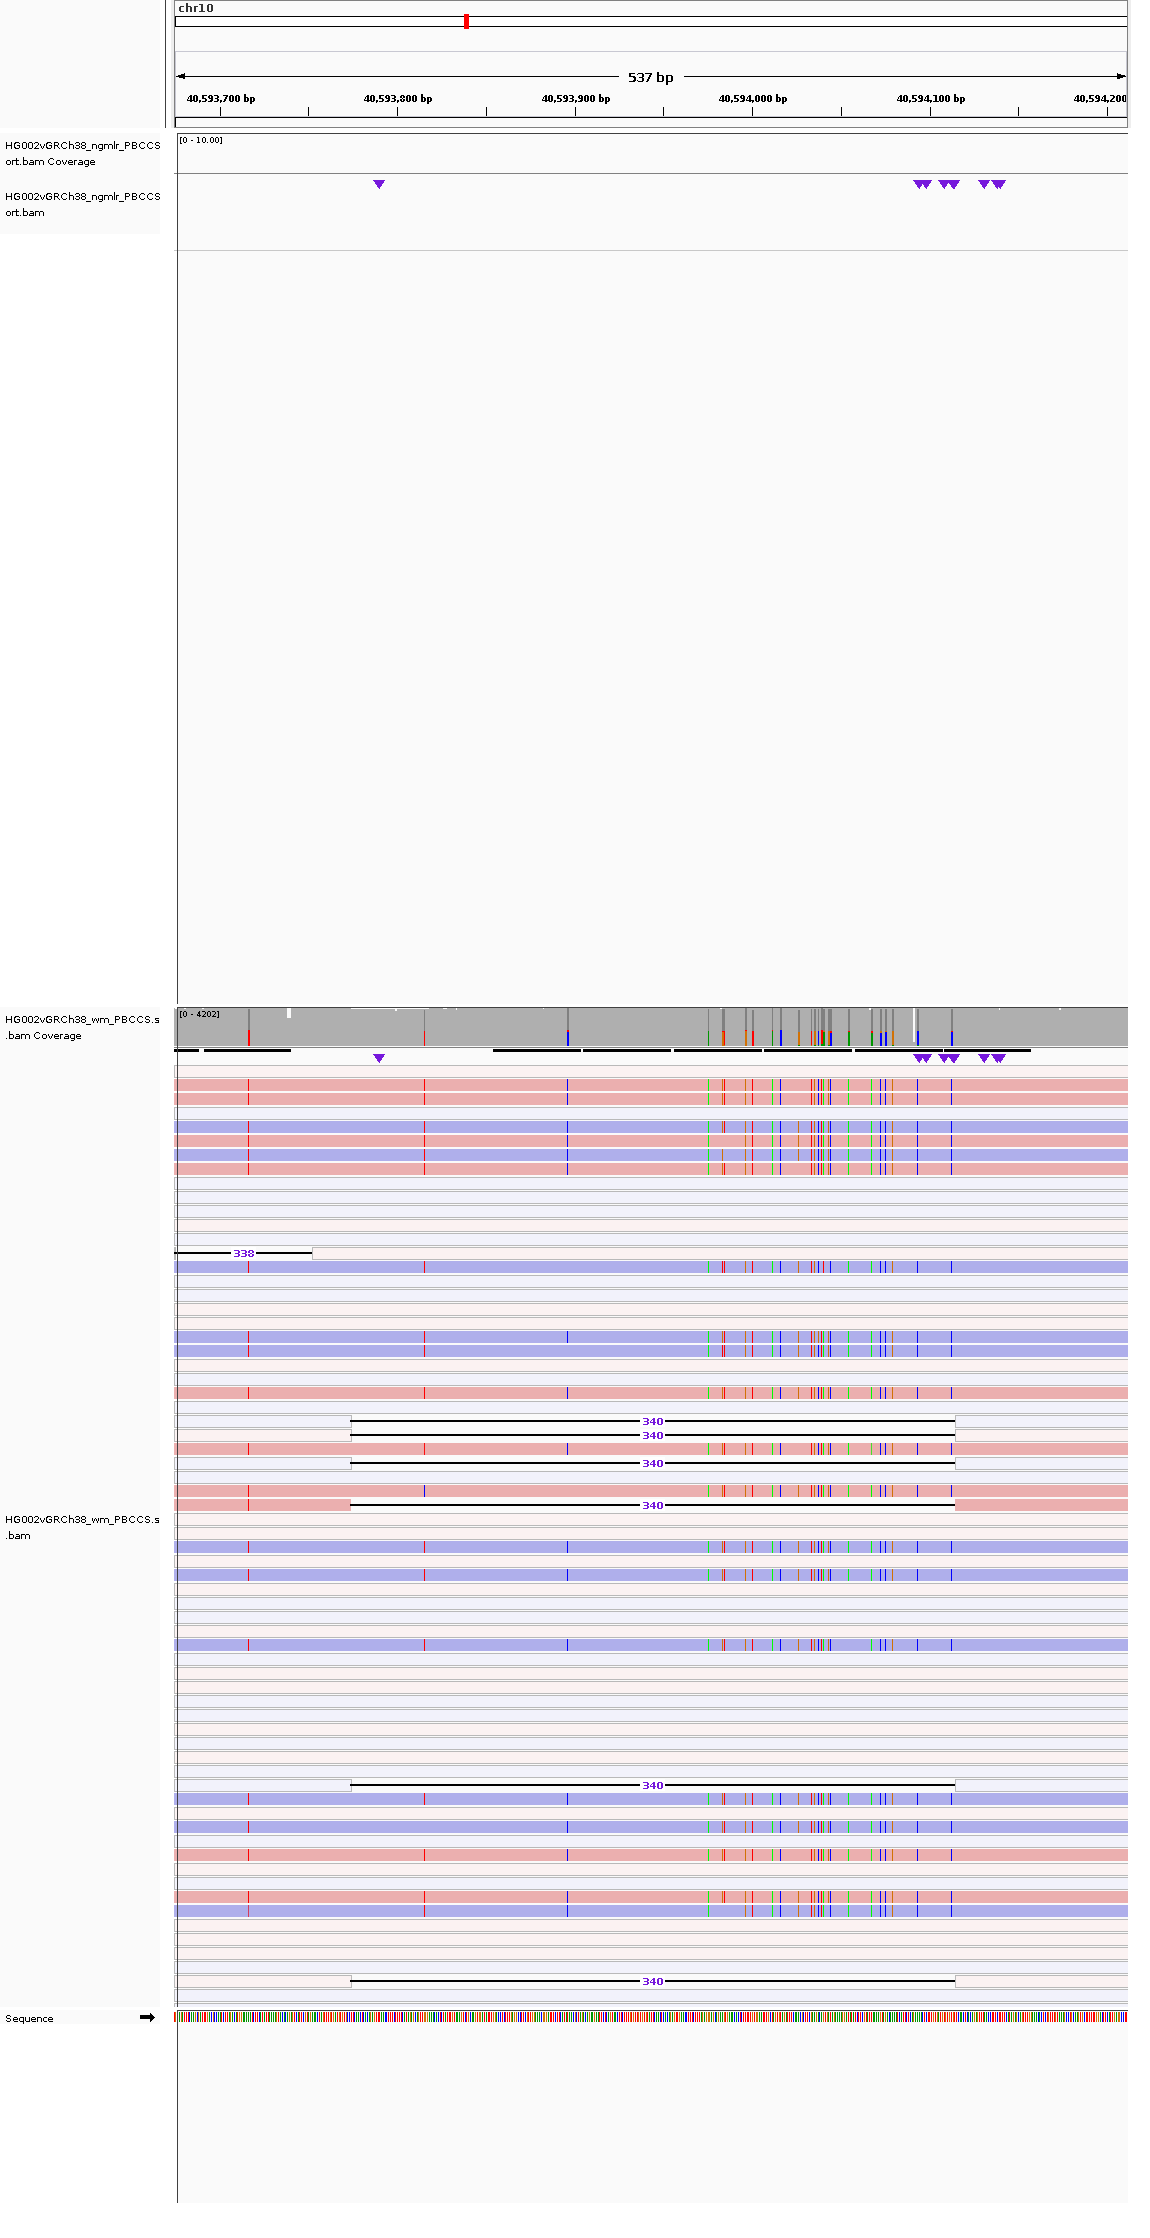 chr10
537 bp
40,593,700 bp 40,593,800 bp 40,593,900 bp 40,594,000 bp 40,594,100 bp 40,594,200
HG002vGRCh38_ngmlr_PBCCS
ort.bam Coverage
[0 - 10.00]
HG002vGRCh38_ngmlr_PBCCS
ort.bam
HG002vGRCh38_wm_PBCCS.s
.bam Coverage
[0 - 4202]
338
340
340
340
340
HG002vGRCh38_wm_PBCCS.s
.bam
340
340
Sequence